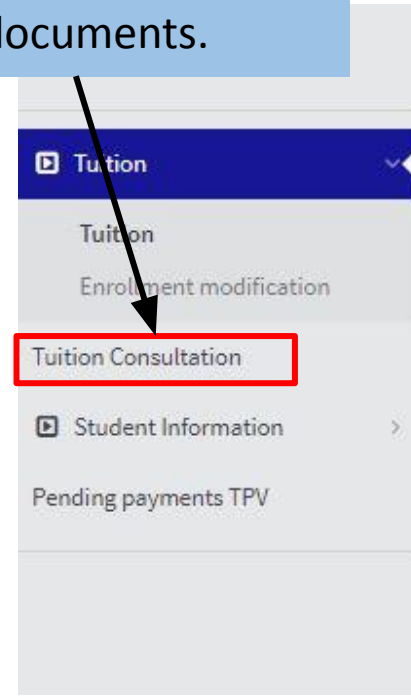 documents.
Tuition
Tuition
Enrollment modification
Tuition Consultation
Student Information
Pending payments TPV